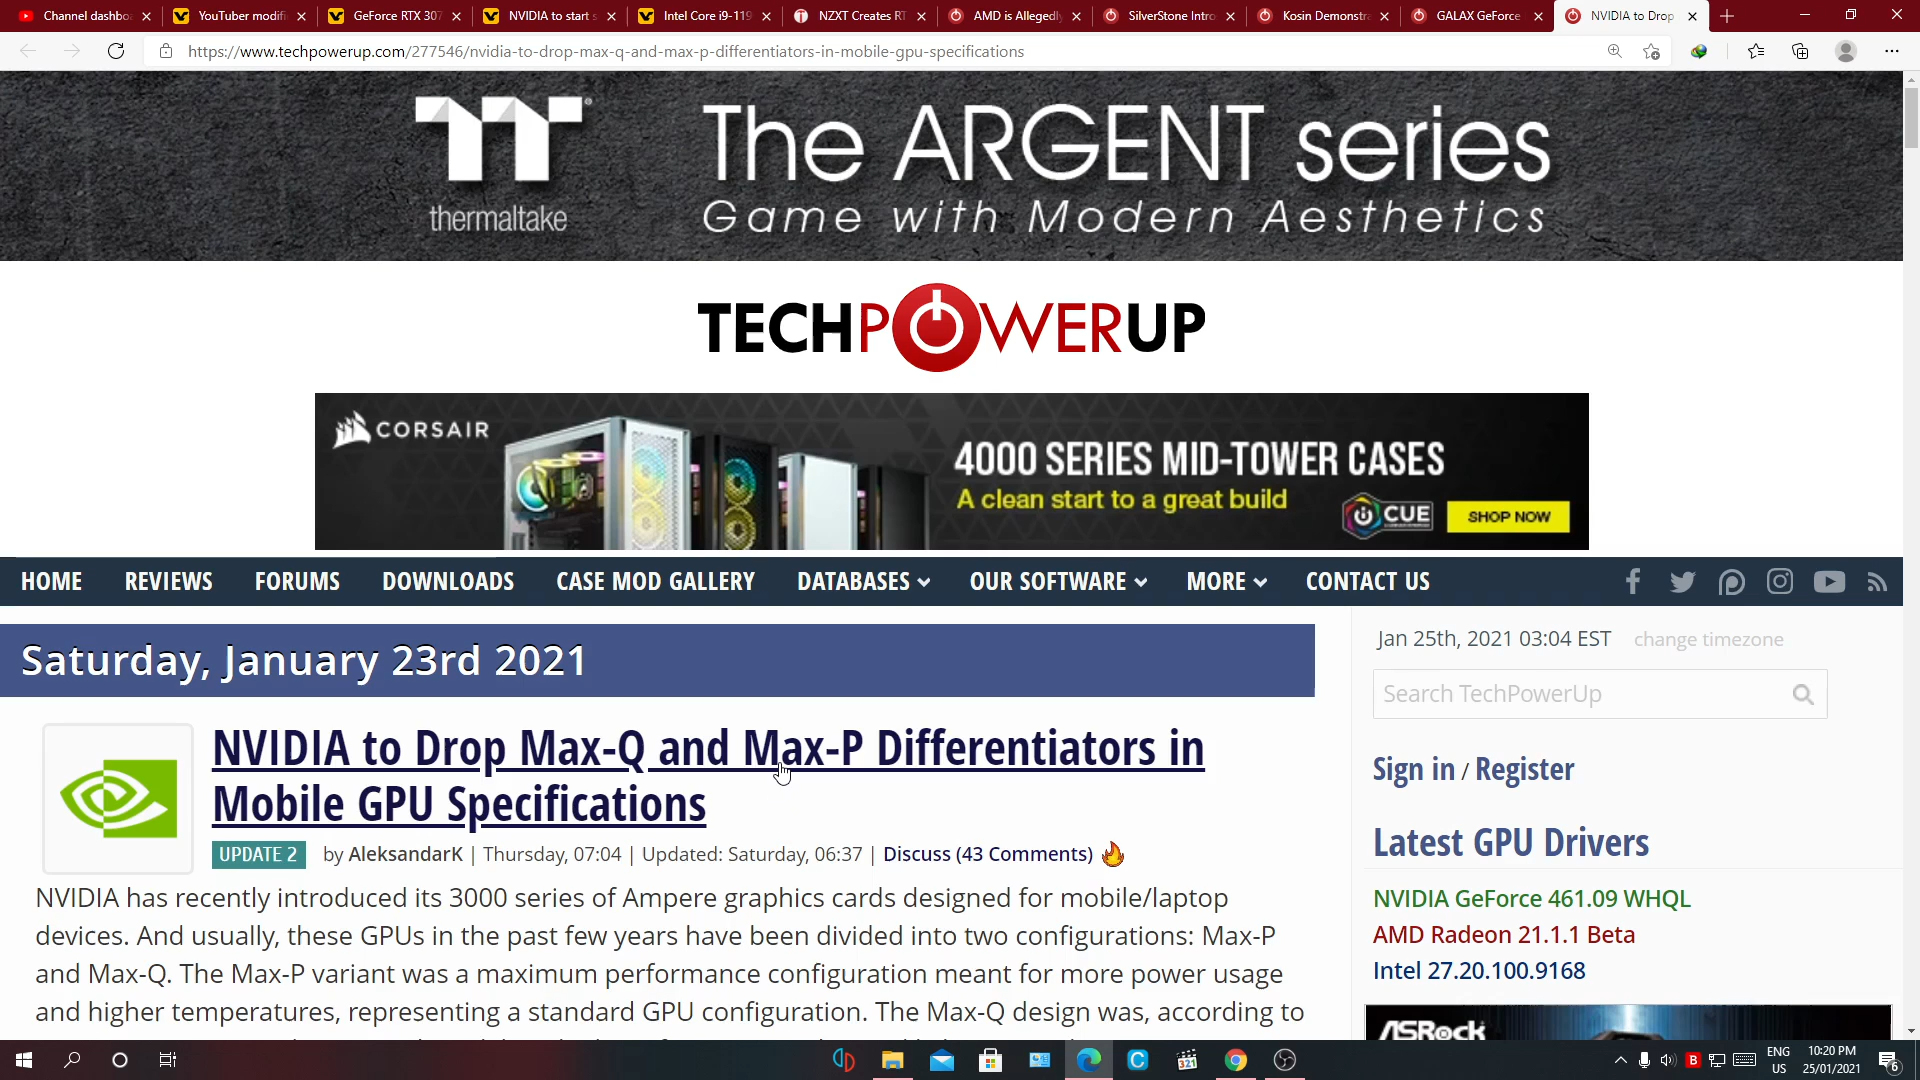 Channel dashbo
YouTuber modifi
GeForce RTX 307
NVIDIA to start s
Intel Core i9-119
NZXT Creates RT
AMD is Allegedl
SilverStone Intro
Kosin Demonstra
GALAX GeForce
NVIDIA to Drop
https://www.techpowerup.com/277546/nvidia-to-drop-max-q-and-max-p-differentiators-in-mobile-gpu-specifications
thermaltake
The ARGENT series
Game with Modern Aesthetics
TECHPOWERUP
CORSAIR
4000 SERIES MID-TOWER CASES
A clean start to a great build
iCUE
SHOP NOW
HOME REVIEWS FORUMS DOWNLOADS CASE MOD GALLERY DATABASES OUR SOFTWARE MORE CONTACT US
Saturday, January 23rd 2021
NVIDIA to Drop Max-Q and Max-P Differentiators in
Mobile GPU Specifications
UPDATE 2 by AleksandarK | Thursday, 07:04 | Updated: Saturday, 06:37 | Discuss (43 Comments)
NVIDIA has recently introduced its 3000 series of Ampere graphics cards designed for mobile/laptop
devices. And usually, these GPUs in the past few years have been divided into two configurations: Max-P
and Max-Q. The Max-P variant was a maximum performance configuration meant for more power usage
and higher temperatures, representing a standard GPU configuration. The Max-Q design was, according to
Jan 25th, 2021 03:04 EST change timezone
Search TechPowerUp
Sign in / Register
Latest GPU Drivers
NVIDIA GeForce 461.09 WHQL
AMD Radeon 21.1.1 Beta
Intel 27.20.100.9168
ASRock
321
ENG
US
10:20 PM
25/01/2021
6